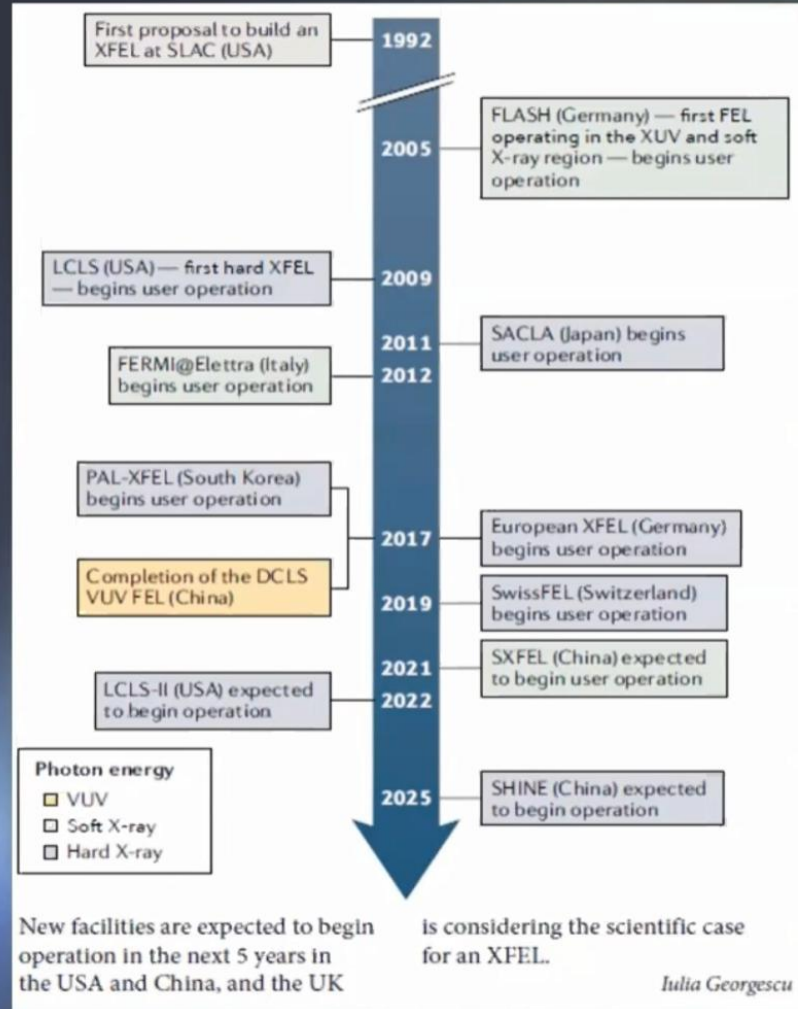 First proposal to build an
XFEL at SLAC (USA)
1992
FLASH (Germany) — first FEL
operating in the XUV and soft
X-ray region — begins user
operation
2005
LCLS (USA) — first hard XFEL
— begins user operation
2009
2011
SACLA (Japan) begins
user operation
FERMI@Elettra (Italy)
begins user operation
2012
PAL-XFEL (South Korea)
begins user operation
2017
European XFEL (Germany)
begins user operation
Completion of the DCLS
VUV FEL (China)
2019
SwissFEL (Switzerland)
begins user operation
2021
SXFEL (China) expected
to begin user operation
LCLS-II (USA) expected
to begin operation
2022
Photon energy
VUV
Soft X-ray
Hard X-ray
2025
SHINE (China) expected
to begin operation
New facilities are expected to begin
operation in the next 5 years in
the USA and China, and the UK
is considering the scientific case
for an XFEL.
Iulia Georgescu